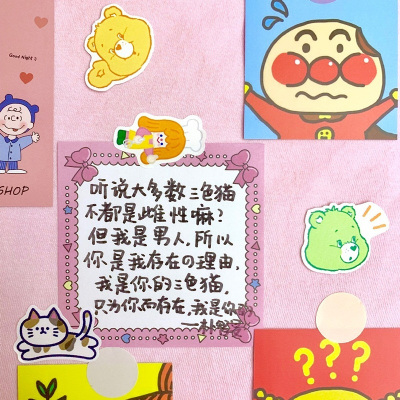 Good Night
SHOP
听说大多数三色猫
不都是雌性嘛?
但我是男人,所以
你是我存在の理由,
我是你的三色猫,
只为你而存在,我是你的
???